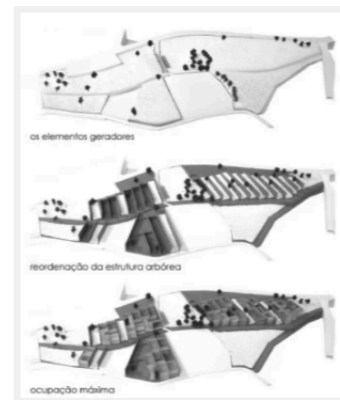 os elementos geradores
reordenação da estrutura arbórea
ocupação máxima